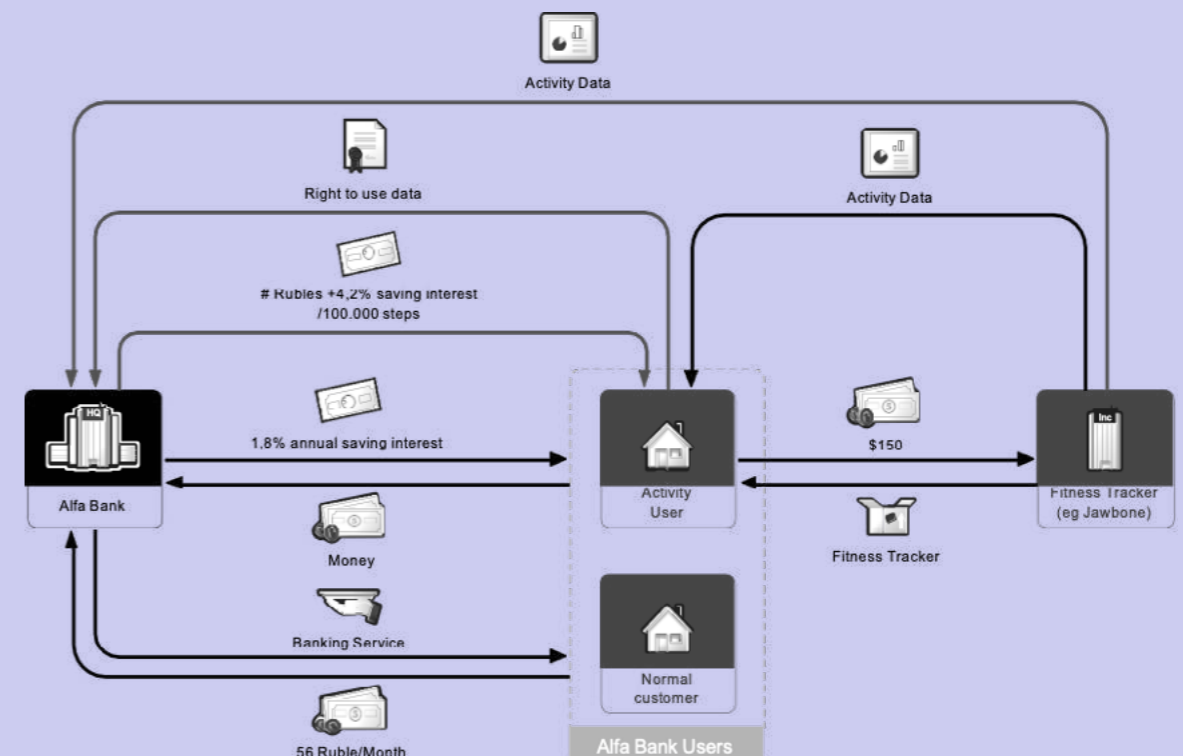 Activity Data
Right to use data
Activity Data
# Rubles +4,2% saving interest
/100.000 steps
HQ
1,8% annual saving interest
$150
Inc
Alfa Bank
Activity
User
Fitness Tracker
(eg Jawbone)
Money
Fitness Tracker
Banking Service
Normal
customer
56 Ruble/Month
Alfa Bank Users